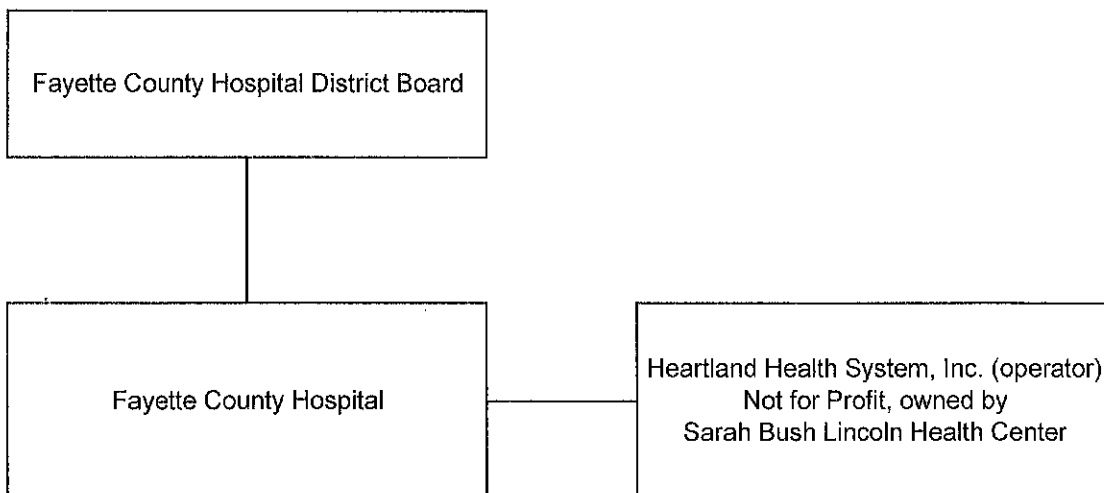 Fayette County Hospital District Board
Fayette County Hospital
Heartland Health System, Inc. (operator)
Not for Profit, owned by
Sarah Bush Lincoln Health Center